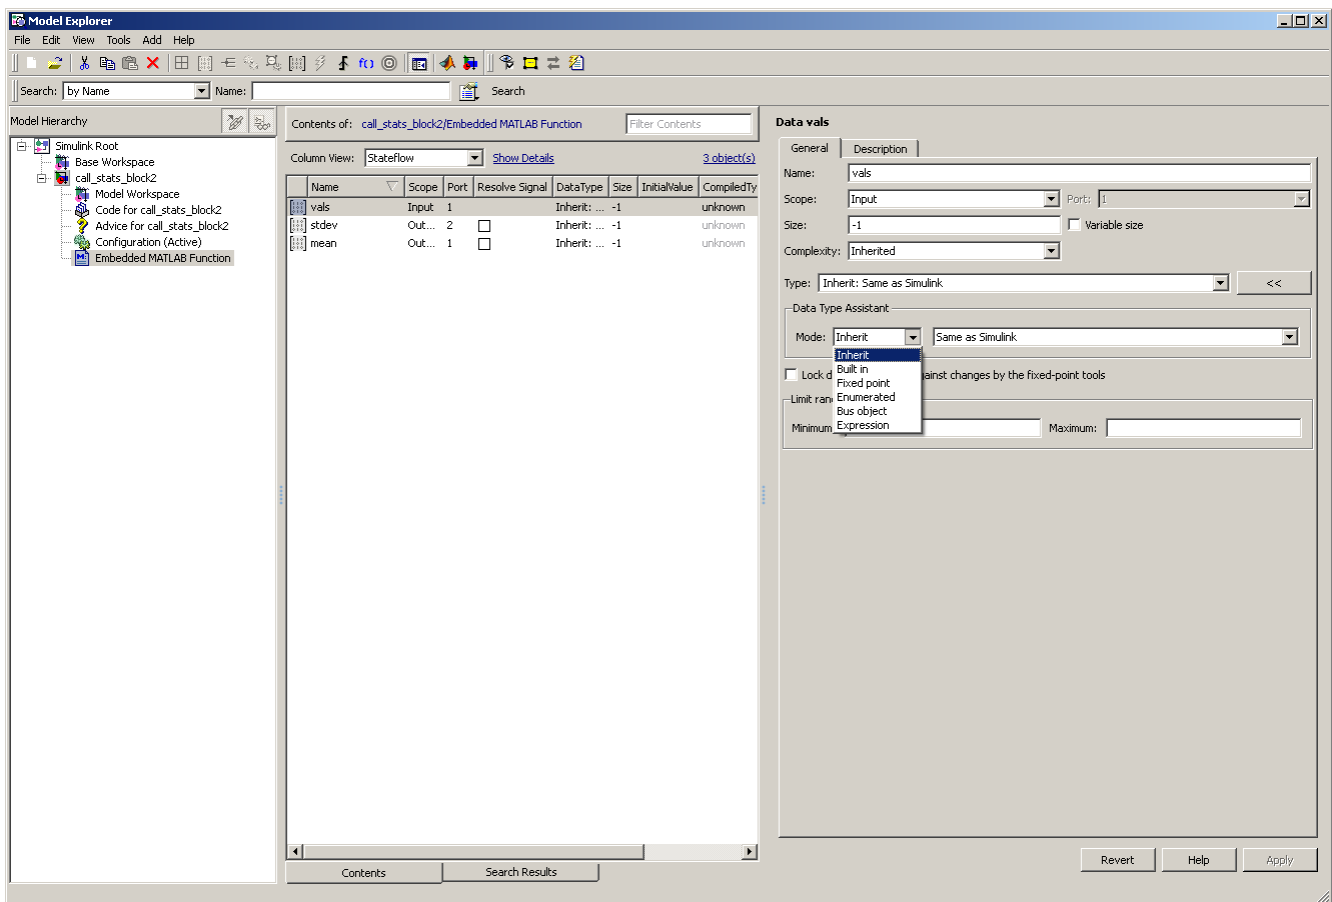 Model Explorer
File Edit View Tools Add Help
Search: by Name Name: Search
Model Hierarchy
Simulink Root
Base Workspace
call_stats_block2
Model Workspace
Code for call_stats_block2
Advice for call_stats_block2
Configuration (Active)
Embedded MATLAB Function
Contents of: call_stats_block2/Embedded MATLAB Function Filter Contents
Column View: Stateflow Show Details 3 object(s)
Name Scope Port Resolve Signal DataType Size InitialValue CompiledTy
vals Input 1 Inherit: ... -1 unknown
stdev Out... 2 Inherit: ... -1 unknown
mean Out... 1 Inherit: ... -1 unknown
Contents Search Results
Data vals
General Description
Name: vals
Scope: Input Port: 1
Size: -1 Variable size
Complexity: Inherited
Type: Inherit: Same as Simulink <<
Data Type Assistant
Mode: Inherit Same as Simulink
Inherit
Built in
Fixed point
Enumerated
Bus object
Expression
Lock d ainst changes by the fixed-point tools
Limit ran
Minimum Maximum:
Revert Help Apply